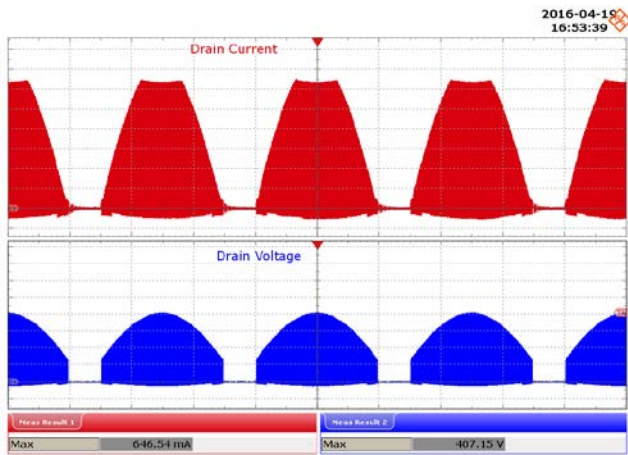 2016-04-19
16:53:39
Drain Current
Drain Voltage
Meas Result 1
Meas Result 2
Max 646.54 mA
Max 407.15 V